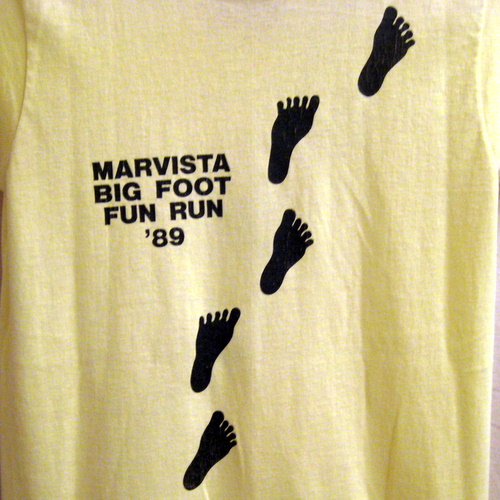 MARVISTA
BIG FOOT
FUN RUN
'89